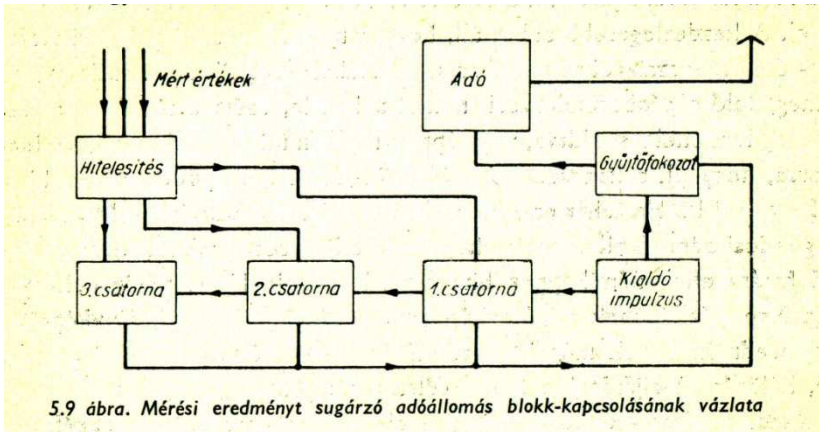 Mért értékek
Adó
Hitelesítés
Gyűjtőfokozat
3. csatorna
2. csatorna
1. csatorna
Kioldó
impulzus
5.9 ábra. Mérési eredményt sugárzó adóállomás blokk-kapcsolásának vázlata